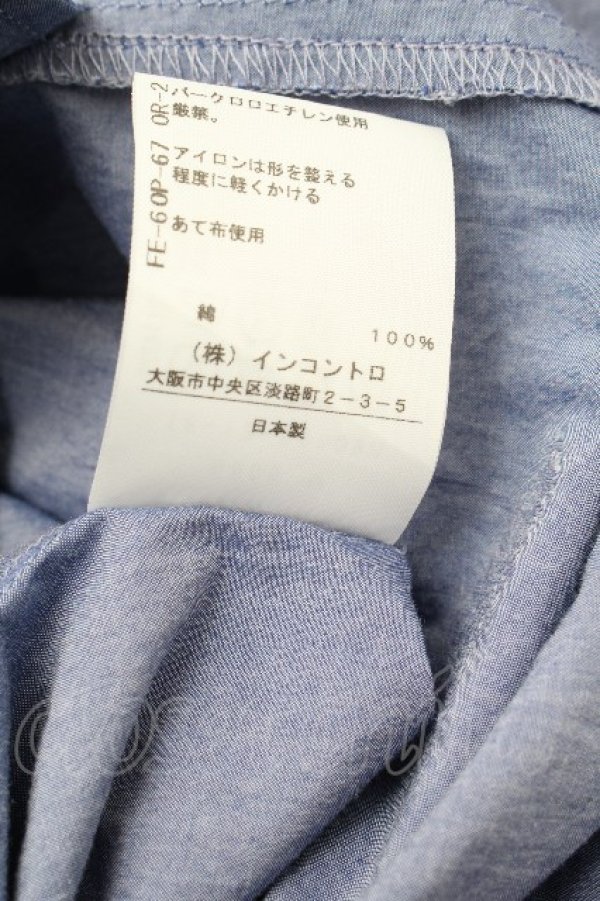 パークロロエチレン使用
厳禁。
アイロンは形を整える
程度に軽くかける
あて布使用
FE-60P-67 OR-2
綿 100%
(株) インコントロ
大阪市中央区淡路町2-3-5
日本製